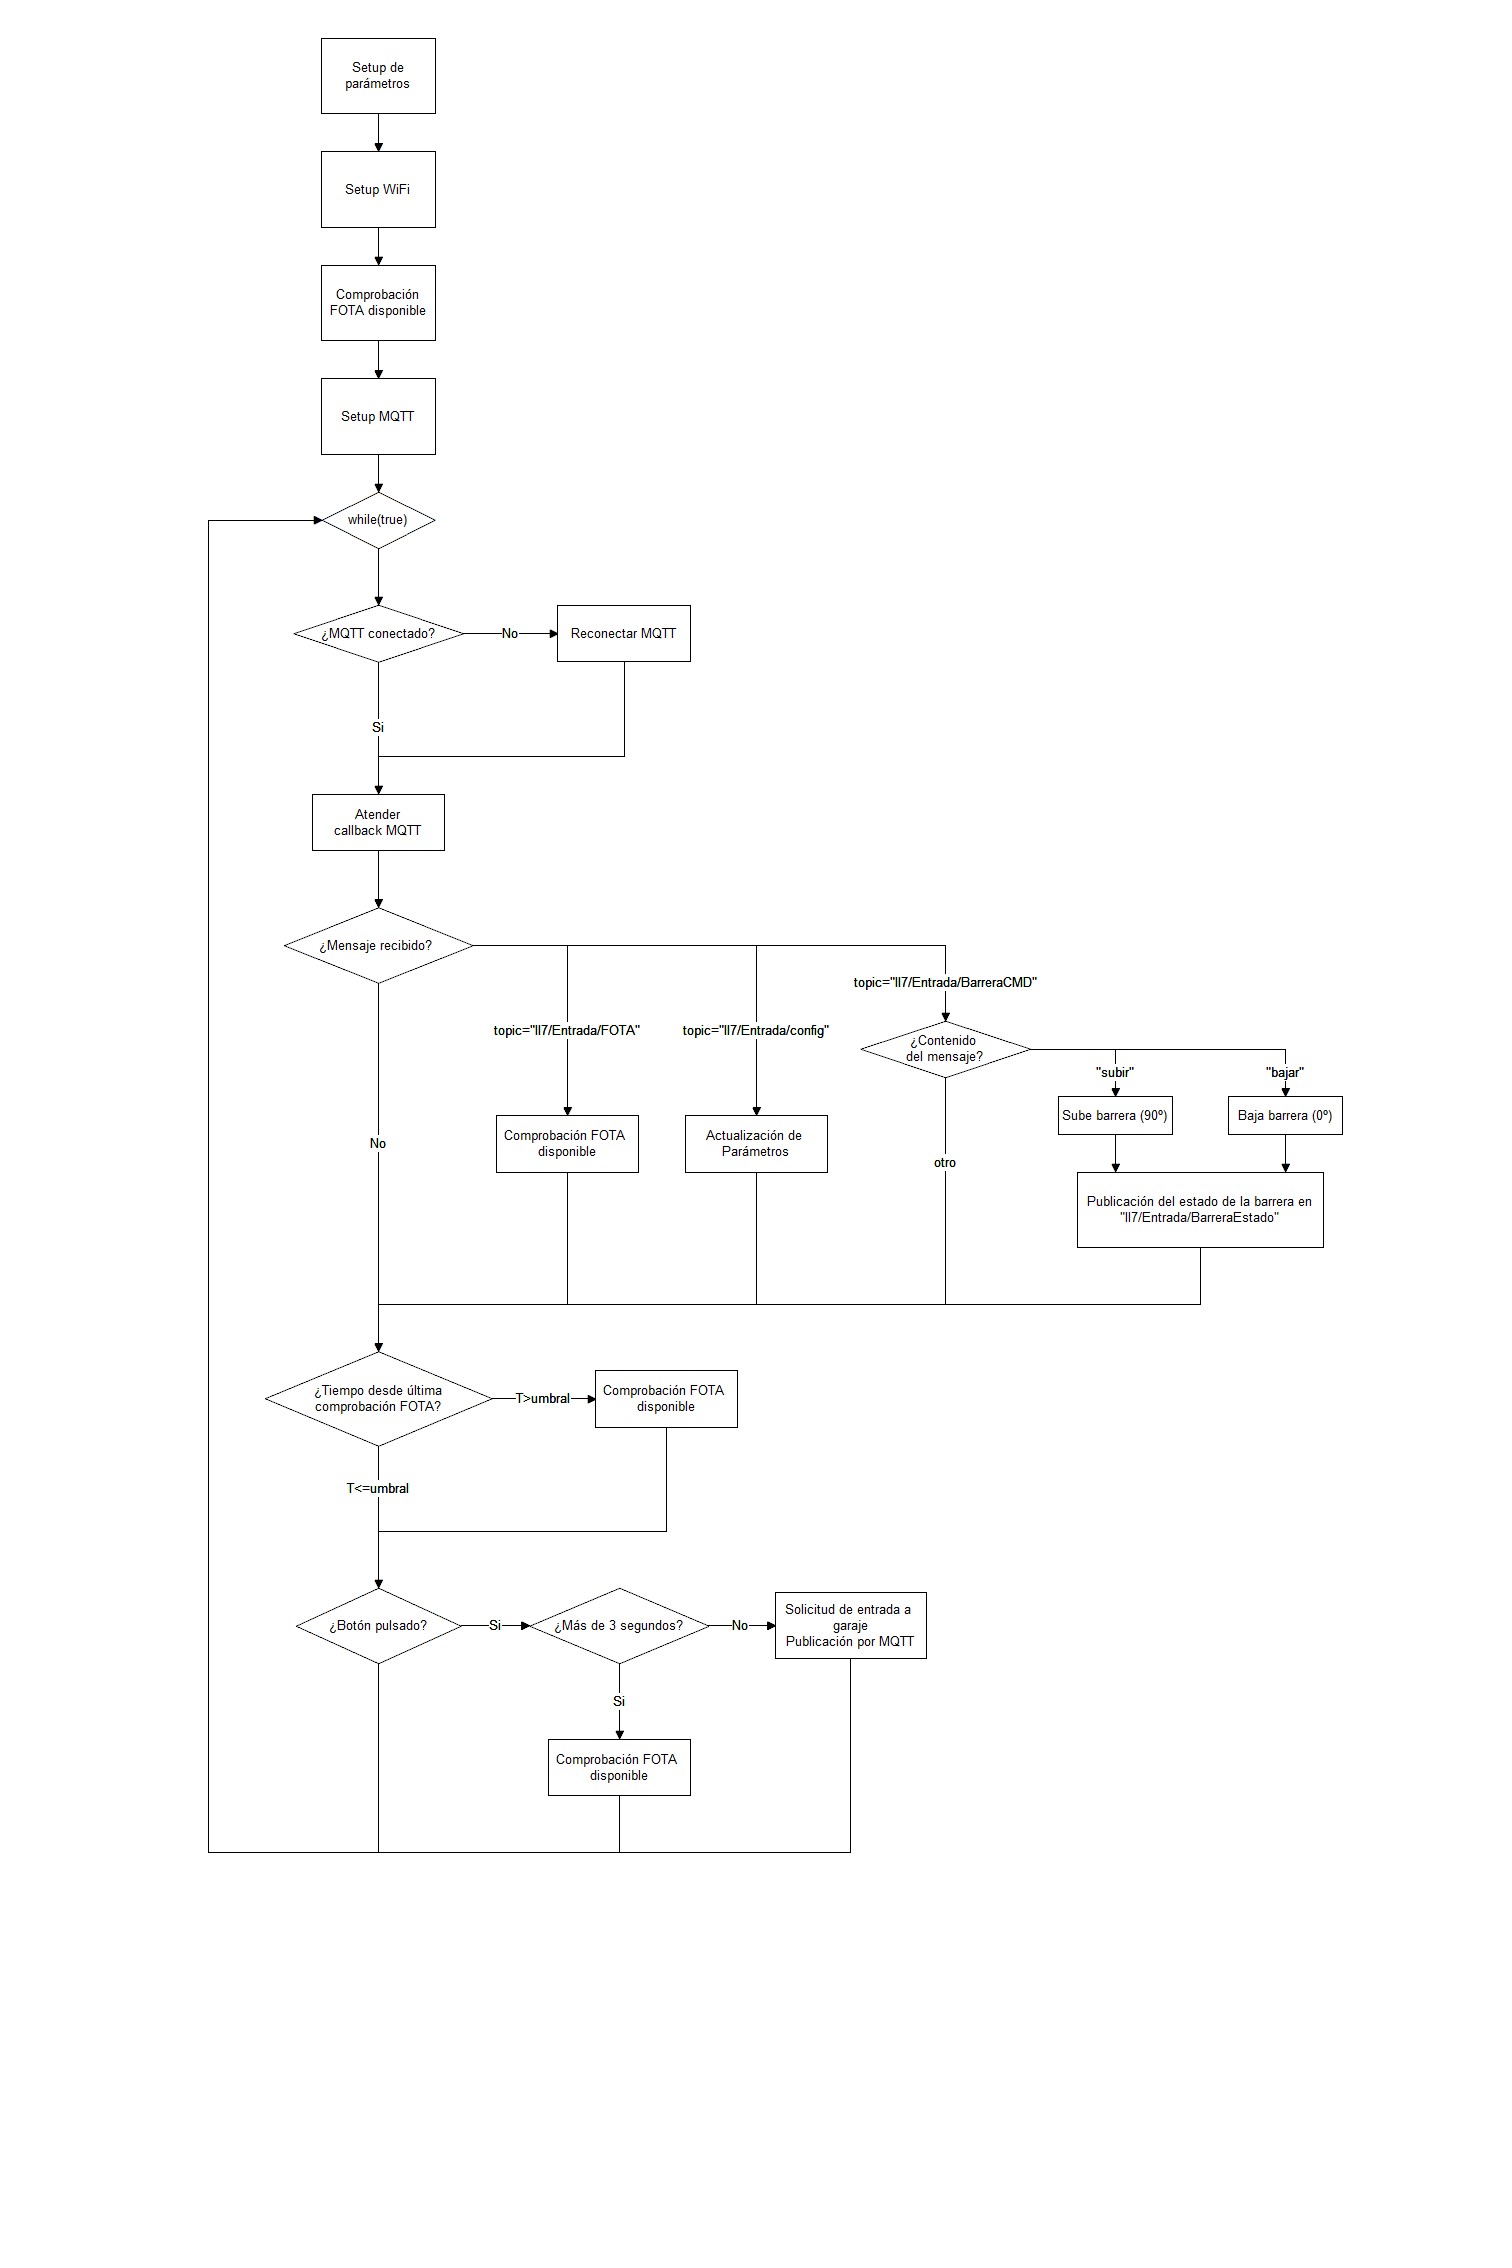 Setup de
parámetros
Setup WiFi
Comprobación
FOTA disponible
Setup MQTT
while(true)
¿MQTT conectado?
No
Reconectar MQTT
Si
Atender
callback MQTT
¿Mensaje recibido?
topic="II7/Entrada/BarreraCMD"
topic="II7/Entrada/FOTA"
topic="II7/Entrada/config"
¿Contenido
del mensaje?
"subir"
"bajar"
Sube barrera (90º)
Baja barrera (0º)
No
Comprobación FOTA
disponible
Actualización de
Parámetros
otro
Publicación del estado de la barrera en
"II7/Entrada/BarreraEstado"
¿Tiempo desde última
comprobación FOTA?
T>umbral
Comprobación FOTA
disponible
T<=umbral
¿Botón pulsado?
Si
¿Más de 3 segundos?
No
Solicitud de entrada a
garaje
Publicación por MQTT
Si
Comprobación FOTA
disponible